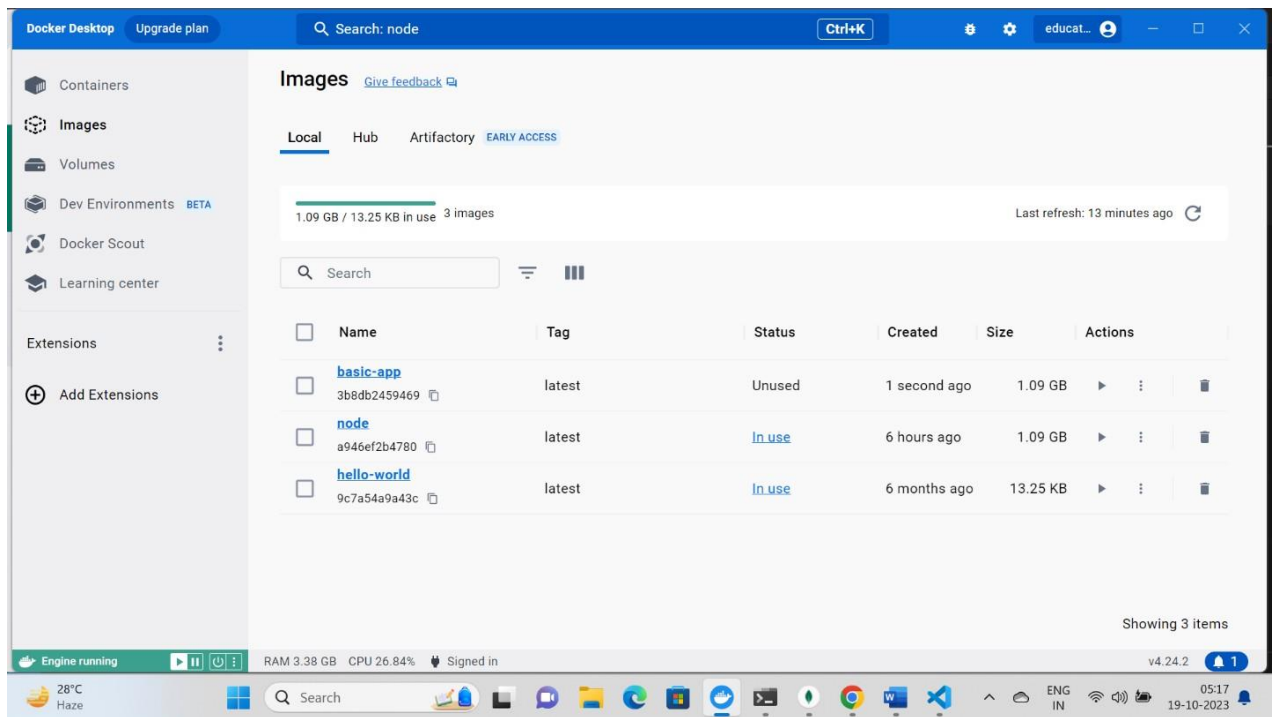 Docker Desktop Upgrade plan Search: node Ctrl+K educat...
Containers
Images
Volumes
Dev Environments BETA
Docker Scout
Learning center
Extensions
Add Extensions
Images Give feedback
Local Hub Artifactory EARLY ACCESS
1.09 GB / 13.25 KB in use 3 images Last refresh: 13 minutes ago
Search
Name Tag Status Created Size Actions
basic-app
3b8db2459469 latest Unused 1 second ago 1.09 GB
node
a946ef2b4780 latest In use 6 hours ago 1.09 GB
hello-world
9c7a54a9a43c latest In use 6 months ago 13.25 KB
Showing 3 items
Engine running RAM 3.38 GB CPU 26.84% Signed in v4.24.2 1
28°C
Haze
Search
ENG
IN
05:17
19-10-2023